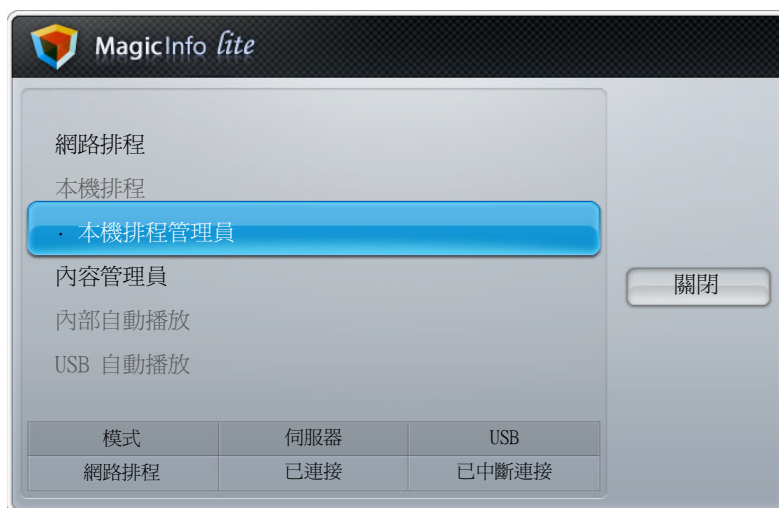 MagicInfo lite
網路排程
本機排程
· 本機排程管理員
內容管理員
內部自動播放
USB 自動播放
關閉
模式 伺服器 USB
網路排程 已連接 已中斷連接